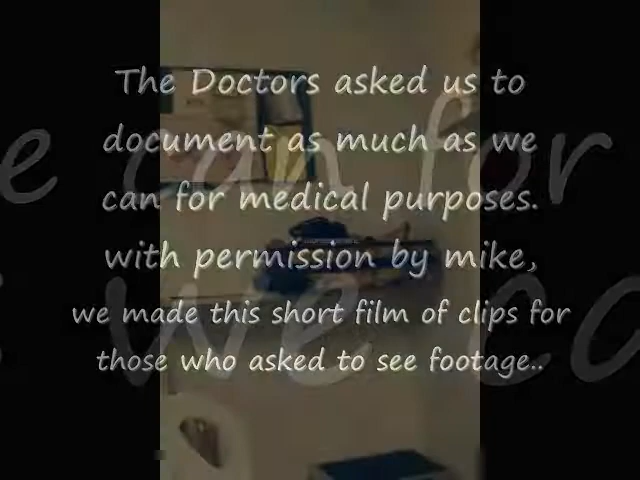 The Doctors asked us to
document as much as we
can for medical purposes.
with permission by mike,
we made this short film of clips for
those who asked to see footage..